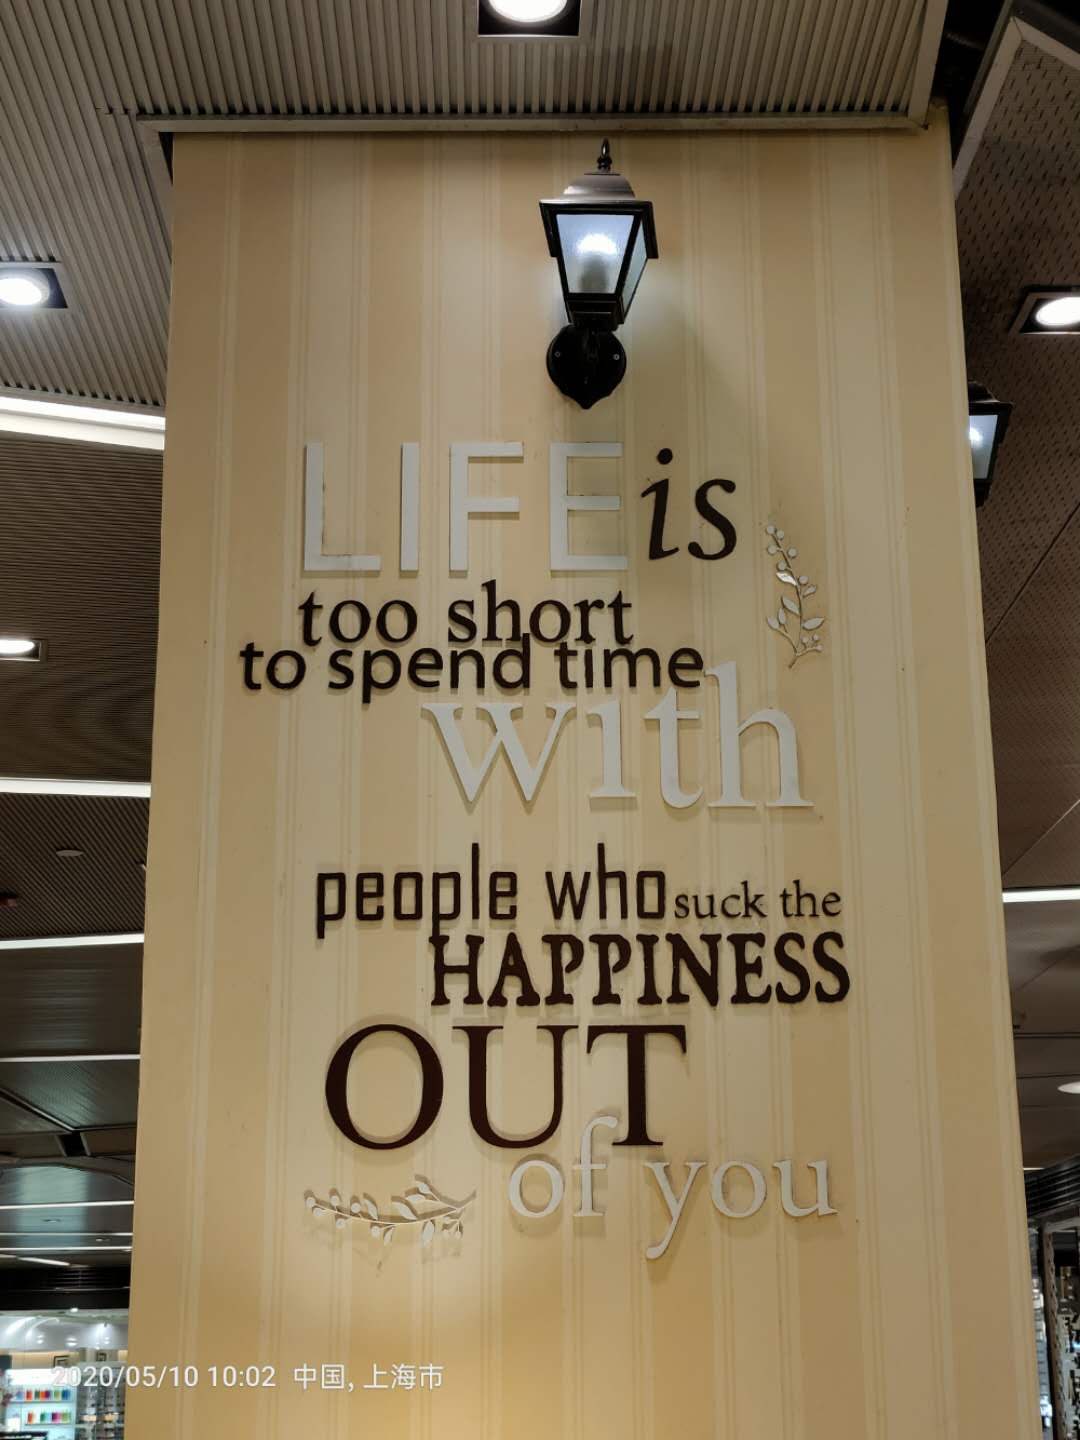 LIFE is
too short
to spend time
with
people who suck the
HAPPINESS
OUT
of you
2020/05/10 10:02 中国, 上海市